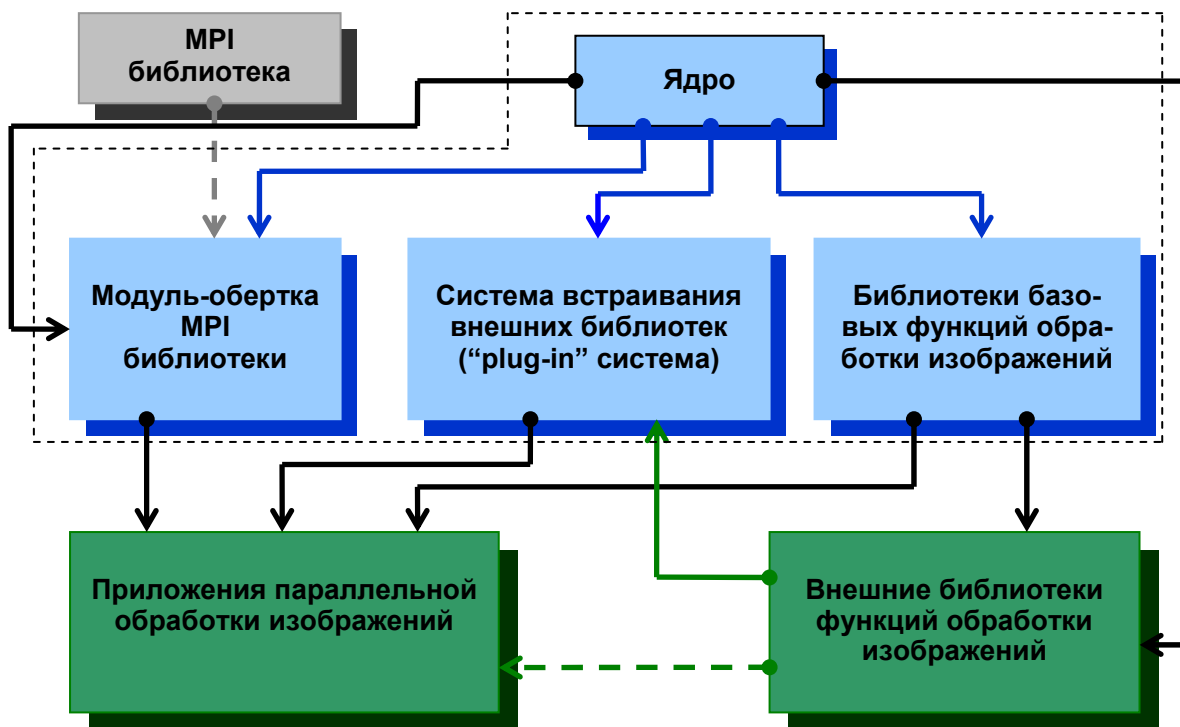 MPI
библиотека
Ядро
Модуль-обертка
MPI
библиотеки
Система встраивания
внешних библиотек
(“plug-in” система)
Библиотеки базо-
вых функций обра-
ботки изображений
Приложения параллельной
обработки изображений
Внешние библиотеки
функций обработки
изображений